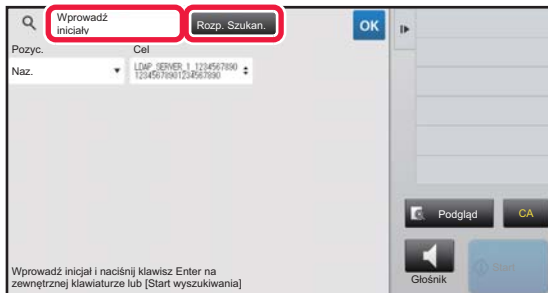 Wprowadź
iniciały
Rozp. Szukan.
OK
Pozyc.
Cel
Naz.
LDAP_SERVER_1_1234567890
12345678901234567890
Podgląd
CA
Głośnik
Start
Wprowadź inicjał i naciśnij klawisz Enter na
zewnętrznej klawiaturze lub [Start wyszukiwania]